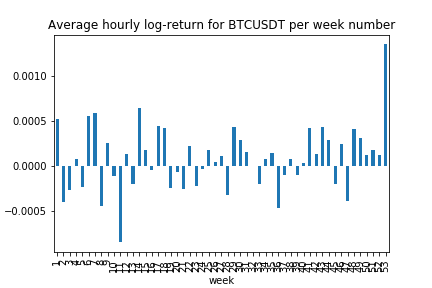 Average hourly log-return for BTCUSDT per week number
0.0010
0.0005
0.0000
−0.0005
1 2 3 4 5 6 7 8 9 10 11 12 13 14 15 16 17 18 19 20 21 22 23 24 25 26 27 28 29 30 31 32 33 34 35 36 37 38 39 40 41 42 43 44 45 46 47 48 49 50 51 52 53
week